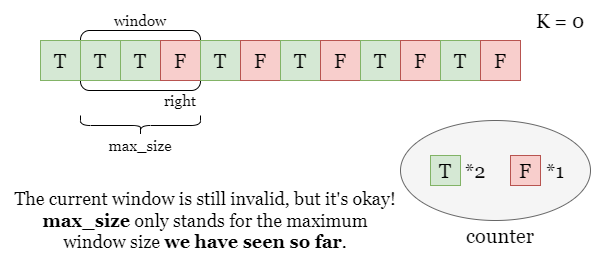 window
K = 0
T T T F T F T F T F T F
right
max_size
T *2 F *1
The current window is still invalid, but it's okay!
max_size only stands for the maximum
window size we have seen so far.
counter